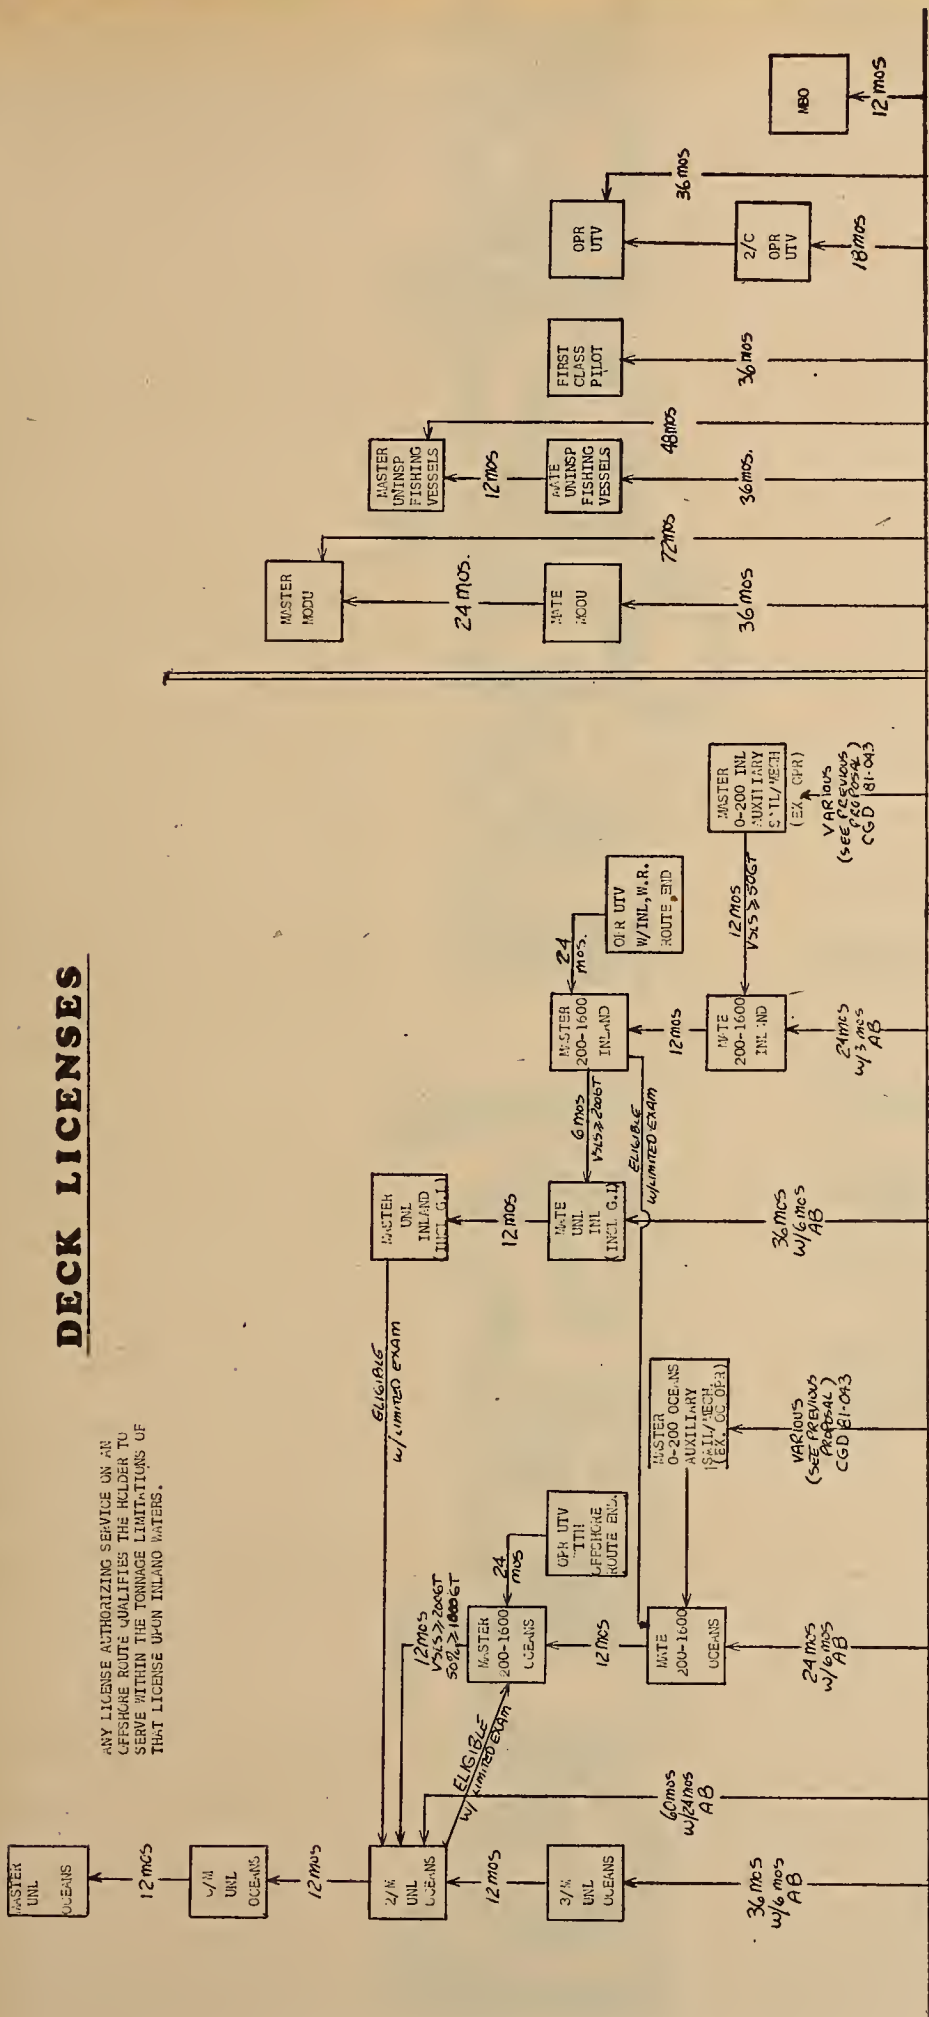 DECK LICENSES
ANY LICENSE AUTHORIZING SERVICE ON AN
OFFSHORE ROUTE QUALIFIES THE HOLDER TO
SERVE WITHIN THE TONNAGE LIMITATIONS OF
THAT LICENSE UPON INLAND WATERS.
MASTER
UNL
OCEANS
12 mos
C/M
UNL
OCEANS
12 mos
2/M
UNL
OCEANS
12 mos
3/M
UNL
OCEANS
36 mos
W/6 mos
AB
60 mos
W/24 mos
AB
ELIGIBLE
W/ LIMITED EXAM
12 mos
VSLS ≥ 200GT
50% ≥ 1000GT
MASTER
200-1600
OCEANS
24
mos
OPR UTV
WITH
OFFSHORE
ROUTE END.
12 mos
MATE
200-1600
OCEANS
24 mos
W/6 mos
AB
MASTER
0-200 OCEANS
AUXILIARY
SAIL/MECH.
(EX. OC OPR)
VARIOUS
(SEE PREVIOUS
PROPOSAL)
CGD 81-043
ELIGIBLE
W/LIMITED EXAM
MASTER
UNL
INLAND
(INCL G.L)
12 mos
MATE
UNL
INL
(INCL G.L)
36 mos
W/6 mos
AB
6 mos
VSLS ≥ 200GT
ELIGIBLE
W/LIMITED EXAM
MASTER
200-1600
INLAND
24
mos.
OPR UTV
W/INL,W.R.
ROUTE END
12 mos
MATE
200-1600
INLAND
24 mos
W/3 mos
AB
12 mos
VSLS ≥ 50GT
MASTER
0-200 INL
AUXILIARY
SAIL/MECH
(EX. OPR)
VARIOUS
(SEE PREVIOUS
PROPOSAL)
CGD 81-043
MASTER
MODU
24 mos.
MATE
MODU
36 mos
72 mos
MASTER
UNINSP
FISHING
VESSELS
12 mos
MATE
UNINSP
FISHING
VESSELS
36 mos.
48 mos
FIRST
CLASS
PILOT
36 mos
OPR
UTV
2/C
OPR
UTV
18 mos
36 mos
MBO
12 mos